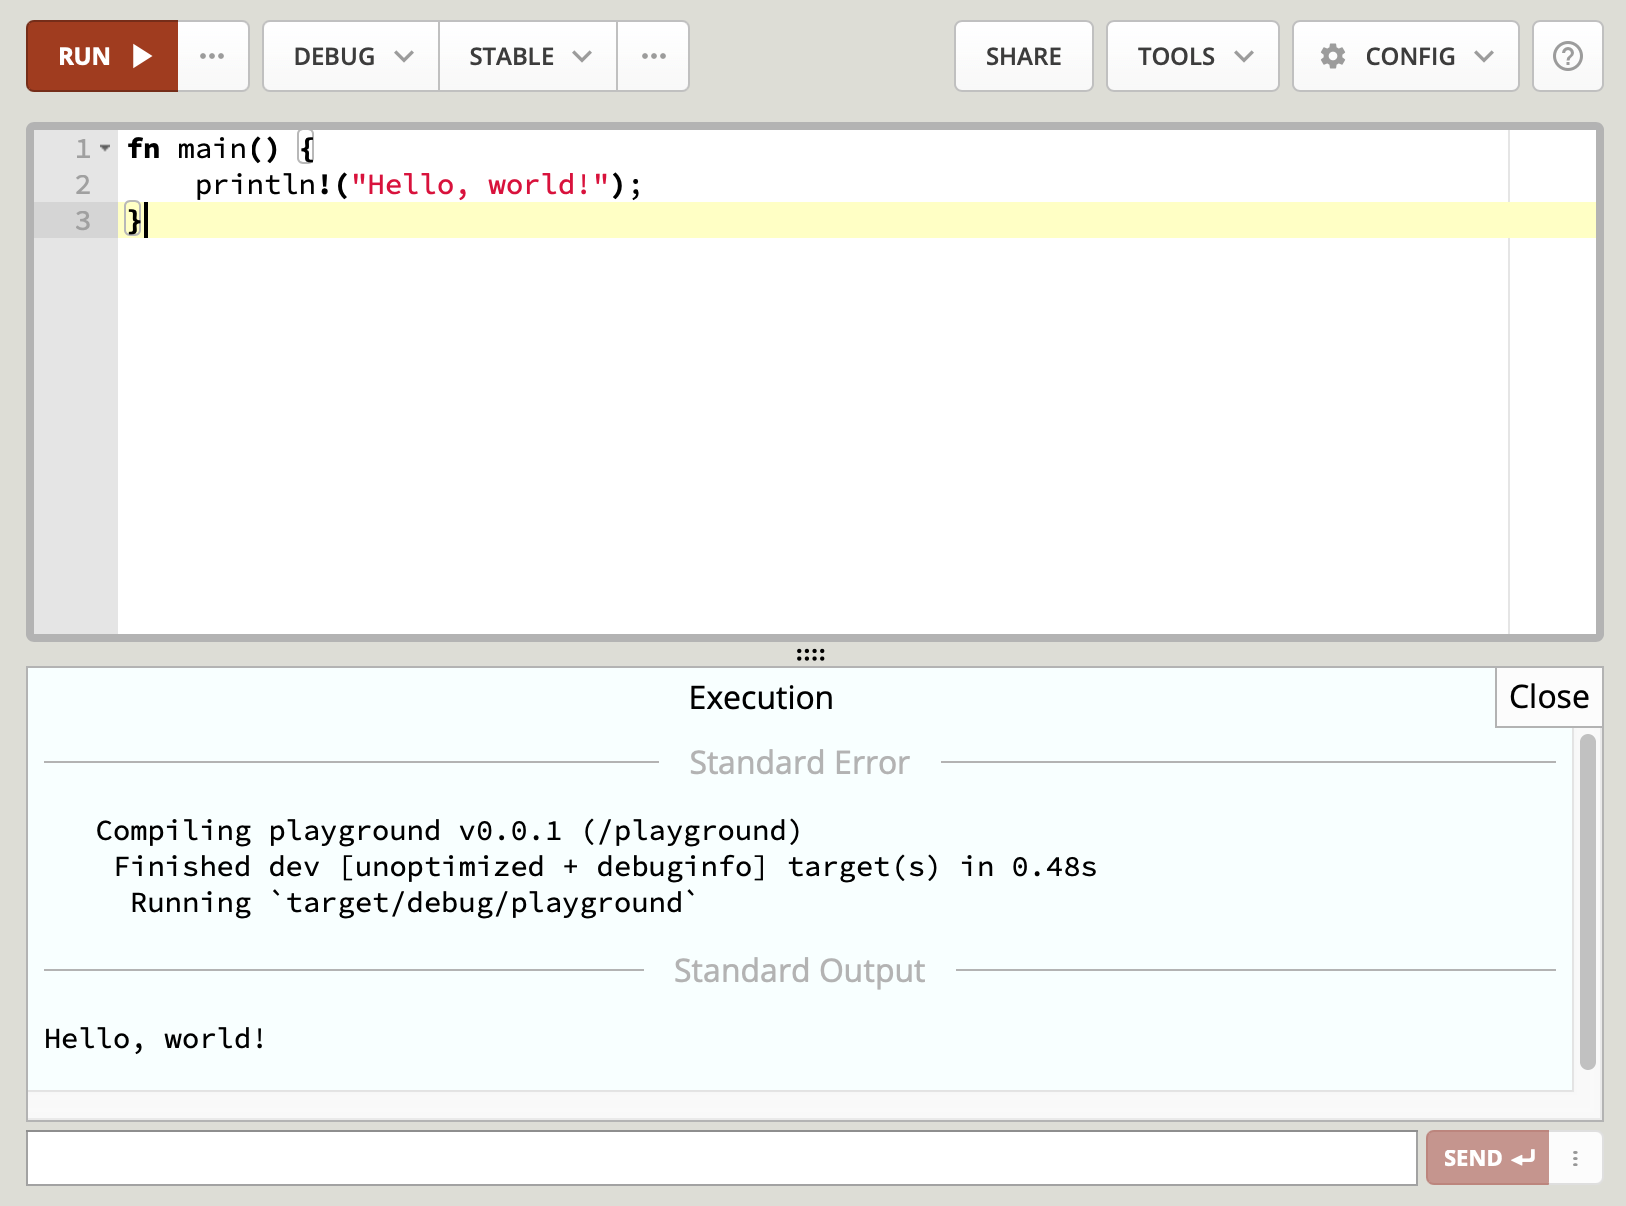 RUN ··· DEBUG STABLE ··· SHARE TOOLS CONFIG ?
1 fn main() {
2     println!("Hello, world!");
3 }
Execution Close
Standard Error
   Compiling playground v0.0.1 (/playground)
    Finished dev [unoptimized + debuginfo] target(s) in 0.48s
     Running `target/debug/playground`
Standard Output
Hello, world!
SEND